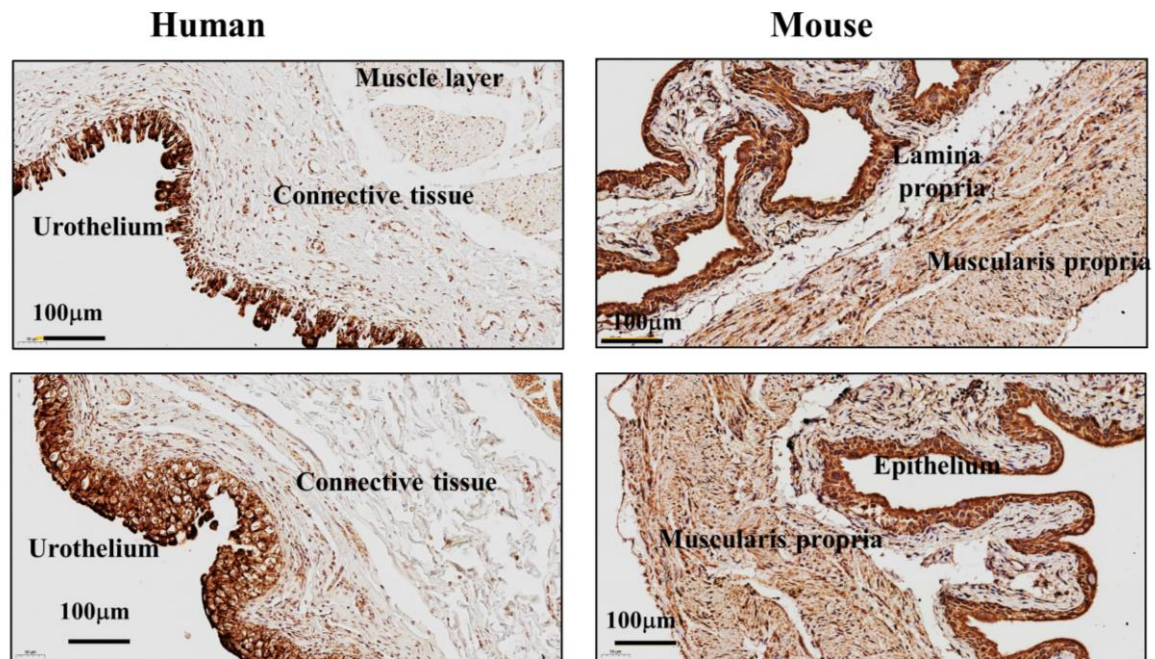 Human
Mouse
Muscle layer
Connective tissue
Urothelium
100μm
Lamina
propria
Muscularis propria
100μm
Connective tissue
Urothelium
100μm
Epithelium
Muscularis propria
100μm